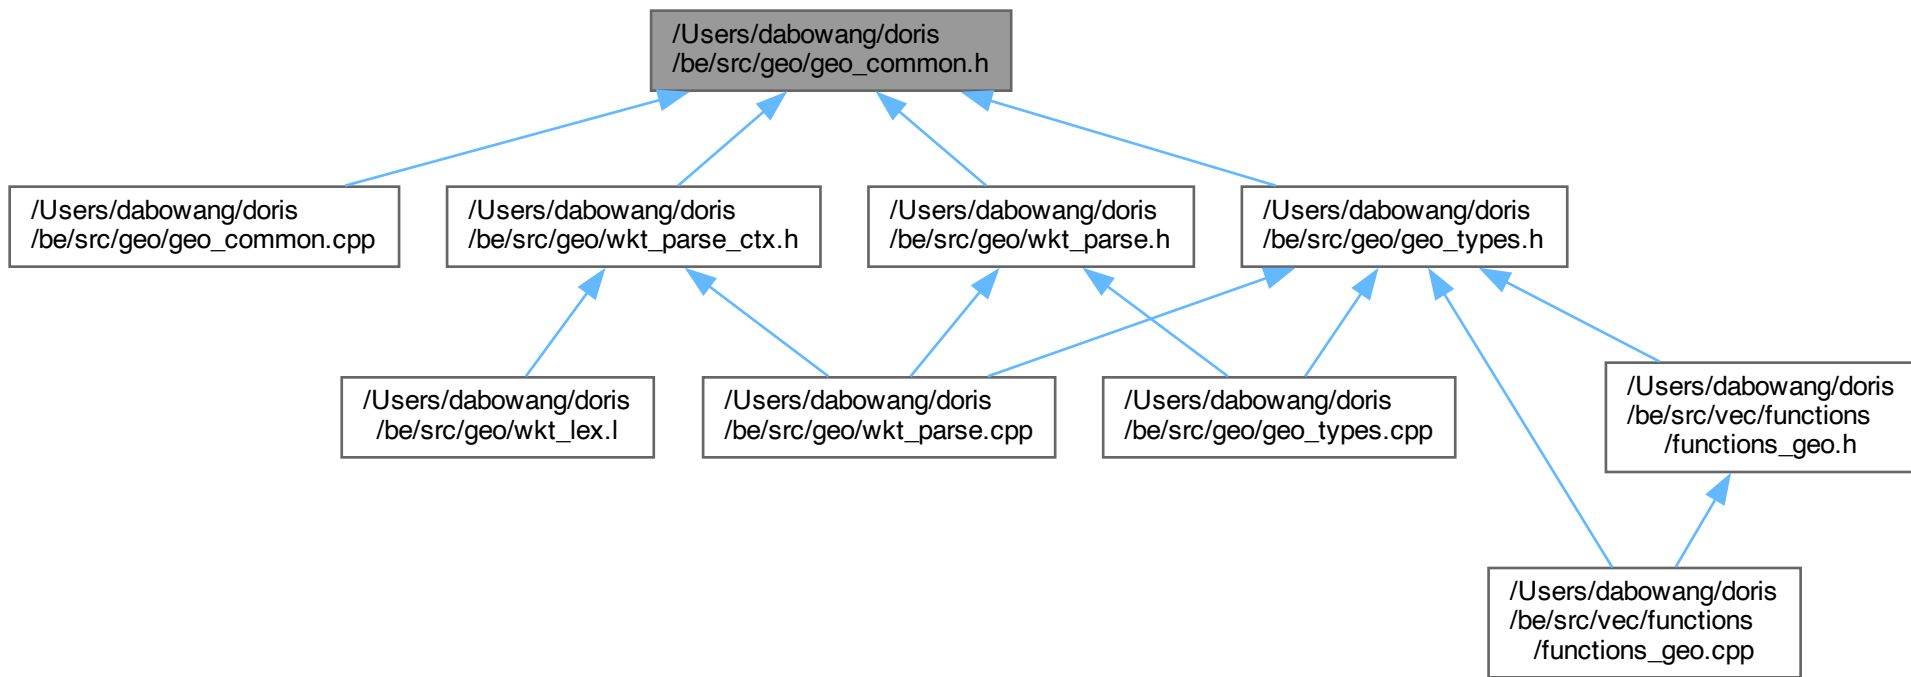 /Users/dabowang/doris
/be/src/geo/geo_common.h
/Users/dabowang/doris
/be/src/geo/geo_common.cpp
/Users/dabowang/doris
/be/src/geo/wkt_parse_ctx.h
/Users/dabowang/doris
/be/src/geo/wkt_parse.h
/Users/dabowang/doris
/be/src/geo/geo_types.h
/Users/dabowang/doris
/be/src/geo/wkt_lex.l
/Users/dabowang/doris
/be/src/geo/wkt_parse.cpp
/Users/dabowang/doris
/be/src/geo/geo_types.cpp
/Users/dabowang/doris
/be/src/vec/functions
/functions_geo.h
/Users/dabowang/doris
/be/src/vec/functions
/functions_geo.cpp